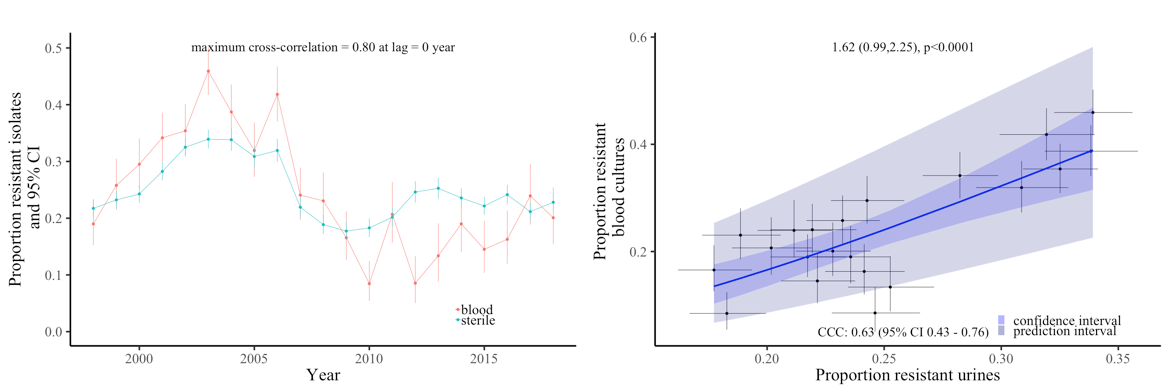 maximum cross-correlation = 0.80 at lag = 0 year
Proportion resistant isolates
and 95% CI
0.5
0.4
0.3
0.2
0.1
0.0
blood
sterile
2000
2005
2010
2015
Year
1.62 (0.99,2.25), p<0.0001
Proportion resistant
blood cultures
0.6
0.4
0.2
CCC: 0.63 (95% CI 0.43 - 0.76)
confidence interval
prediction interval
0.20
0.25
0.30
0.35
Proportion resistant urines